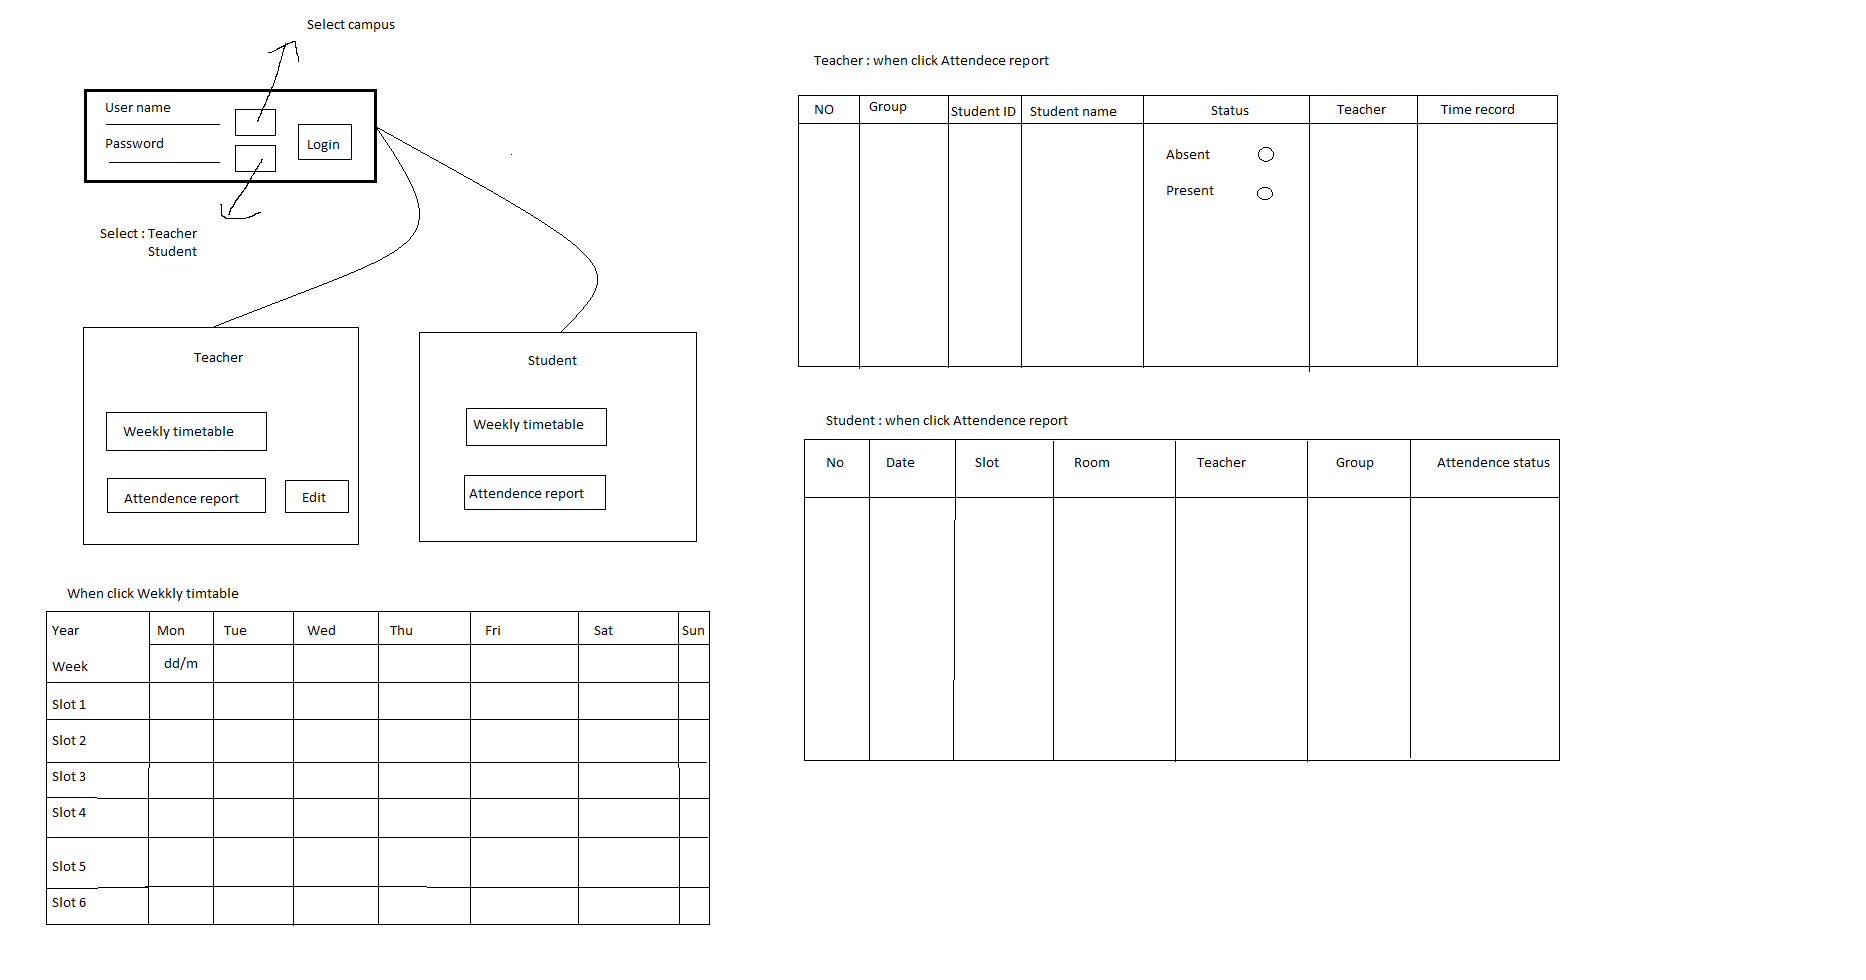 Select campus
User name
Password
Login
Select : Teacher
Student
Teacher
Weekly timetable
Attendence report
Edit
Student
Weekly timetable
Attendence report
When click Wekkly timtable
Year
Mon
Tue
Wed
Thu
Fri
Sat
Sun
Week
dd/m
Slot 1
Slot 2
Slot 3
Slot 4
Slot 5
Slot 6
Teacher : when click Attendece report
NO
Group
Student ID
Student name
Status
Teacher
Time record
Absent
Present
Student : when click Attendence report
No
Date
Slot
Room
Teacher
Group
Attendence status